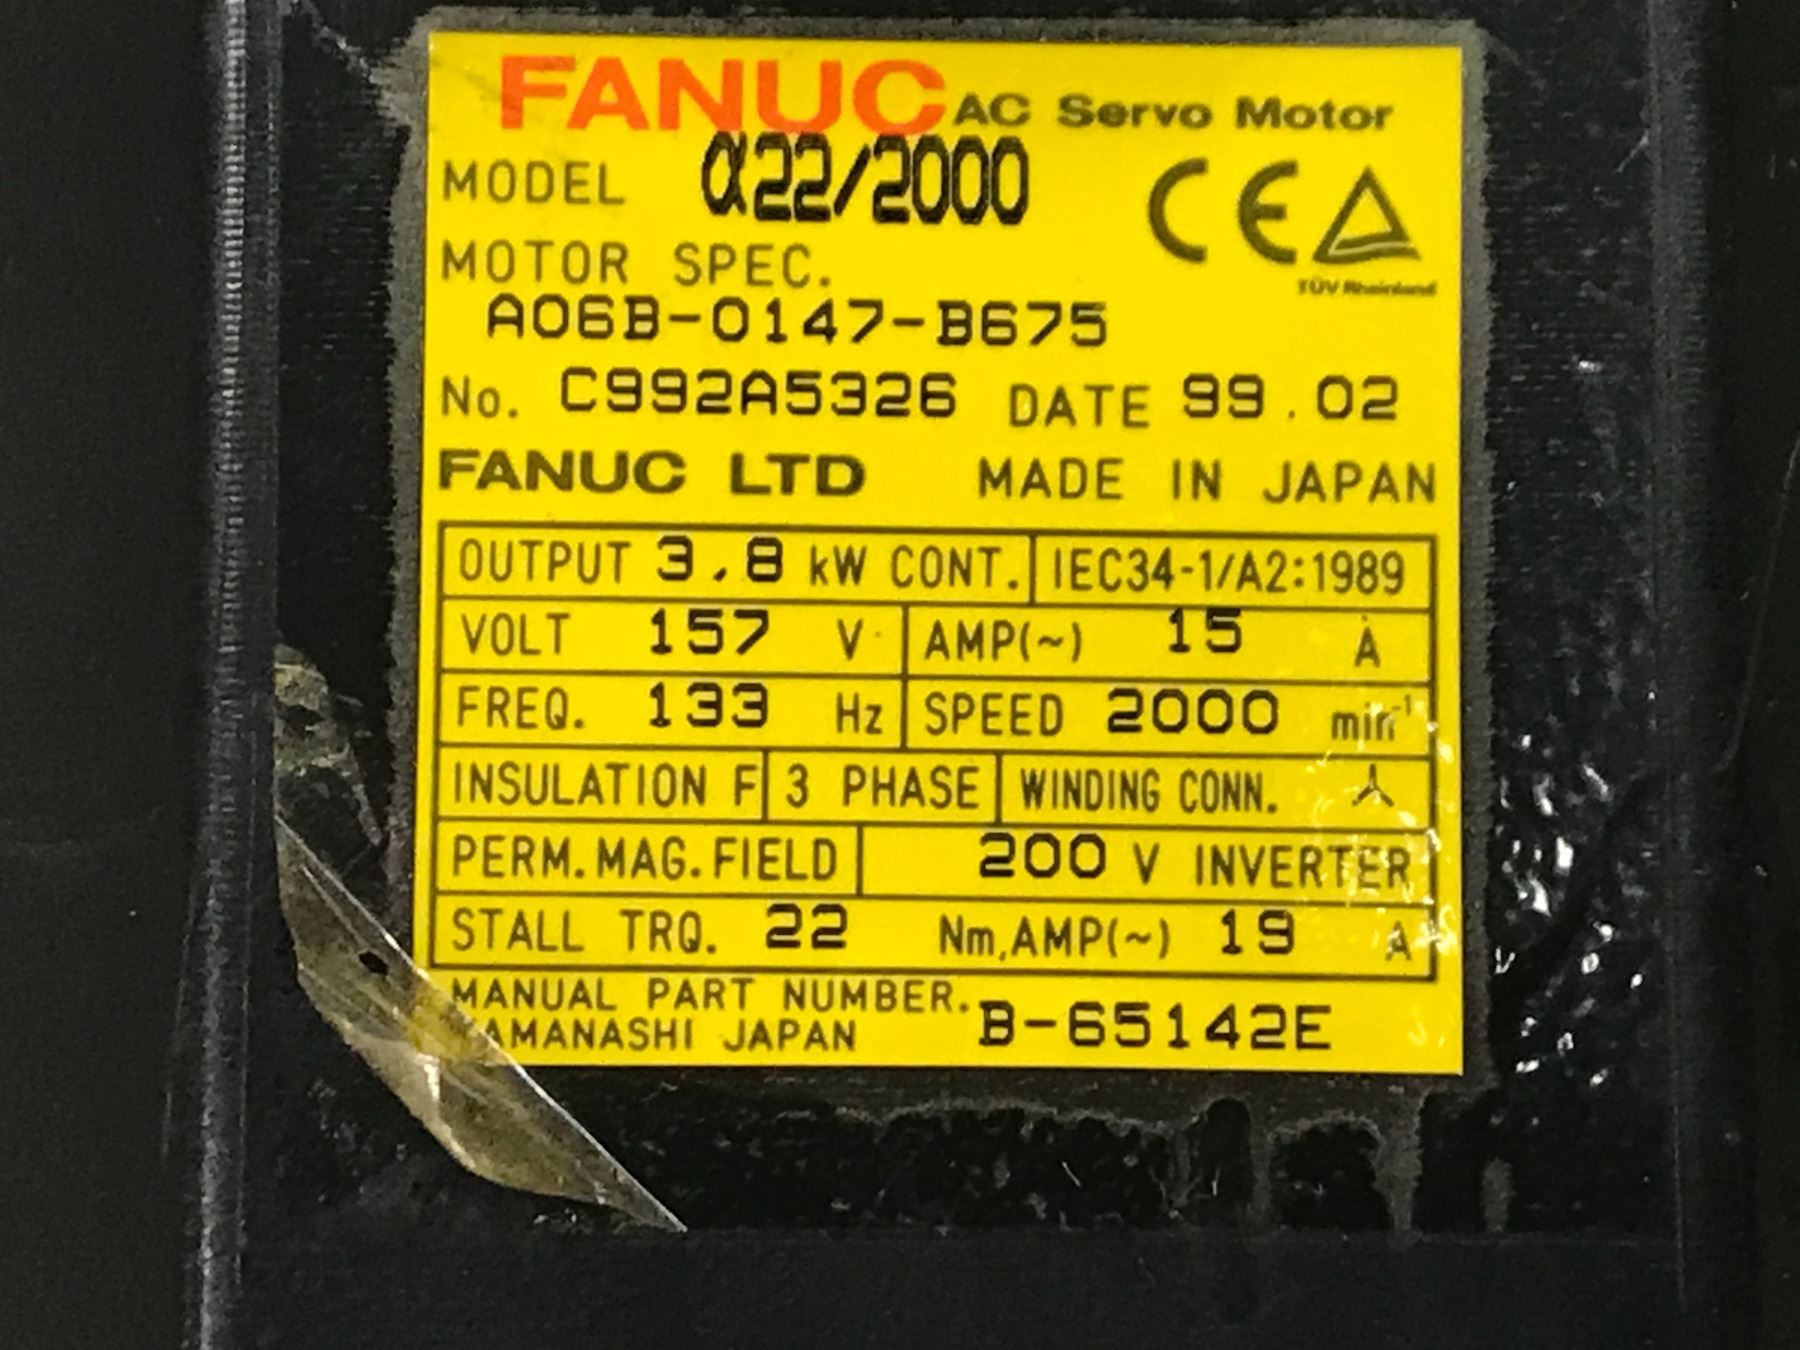 FANUC AC Servo Motor
MODEL α22/2000
CE
TÜV Rheinland
MOTOR SPEC.
A06B-0147-B675
No. C992A5326 DATE 99.02
FANUC LTD MADE IN JAPAN
OUTPUT 3.8 kW CONT. IEC34-1/A2:1989
VOLT 157 V AMP(~) 15 A
FREQ. 133 Hz SPEED 2000 min⁻¹
INSULATION F 3 PHASE WINDING CONN.
PERM.MAG.FIELD 200 V INVERTER
STALL TRQ. 22 Nm,AMP(~) 19 A
MANUAL PART NUMBER. B-65142E
YAMANASHI JAPAN